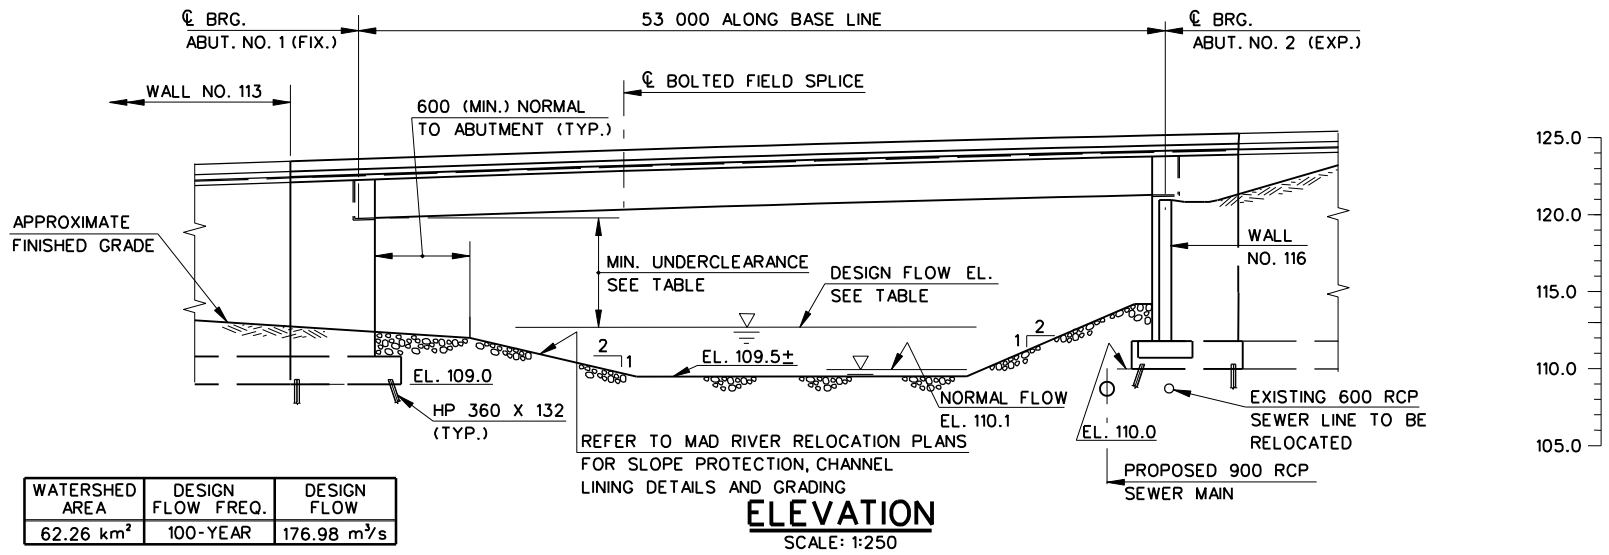 ℄ BRG.
ABUT. NO. 1 (FIX.)
53 000 ALONG BASE LINE
℄ BRG.
ABUT. NO. 2 (EXP.)
WALL NO. 113
℄ BOLTED FIELD SPLICE
600 (MIN.) NORMAL
TO ABUTMENT (TYP.)
125.0
120.0
115.0
110.0
105.0
APPROXIMATE
FINISHED GRADE
MIN. UNDERCLEARANCE
SEE TABLE
DESIGN FLOW EL.
SEE TABLE
WALL
NO. 116
2
1
EL. 109.5±
1
2
EL. 109.0
HP 360 X 132
(TYP.)
NORMAL FLOW
EL. 110.1
EL. 110.0
EXISTING 600 RCP
SEWER LINE TO BE
RELOCATED
REFER TO MAD RIVER RELOCATION PLANS
FOR SLOPE PROTECTION, CHANNEL
LINING DETAILS AND GRADING
PROPOSED 900 RCP
SEWER MAIN
WATERSHED AREA
DESIGN FLOW FREQ.
DESIGN FLOW
62.26 km²
100-YEAR
176.98 m³/s
ELEVATION
SCALE: 1:250